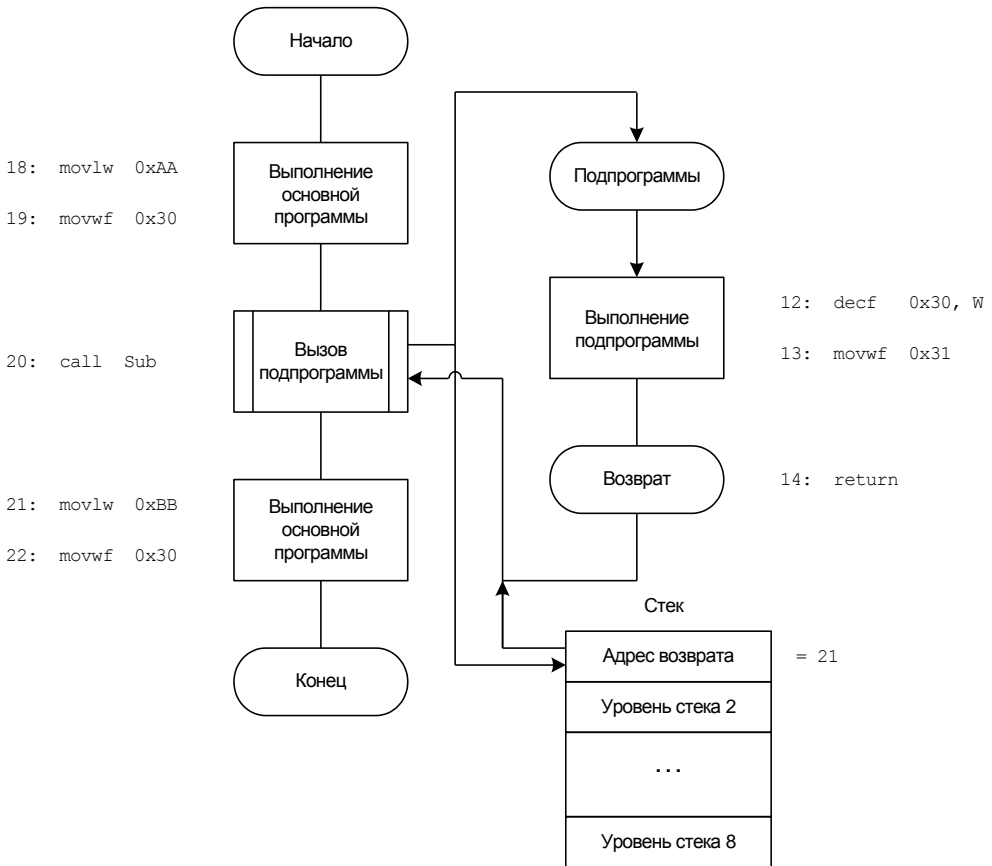 Начало
18: movlw 0xAA
19: movwf 0x30
Выполнение
основной
программы
20: call Sub
Вызов
подпрограммы
21: movlw 0xBB
22: movwf 0x30
Выполнение
основной
программы
Конец
Подпрограммы
Выполнение
подпрограммы
12: decf 0x30, W
13: movwf 0x31
Возврат
14: return
Стек
Адрес возврата
= 21
Уровень стека 2
...
Уровень стека 8